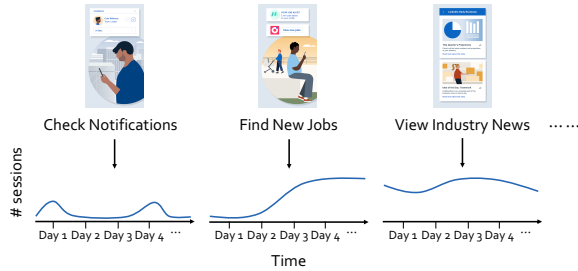 Check Notifications
Find New Jobs
View Industry News
... ...
# sessions
Day 1 Day 2 Day 3 Day 4 ...
Day 1 Day 2 Day 3 Day 4 ...
Day 1 Day 2 Day 3 Day 4 ...
Time